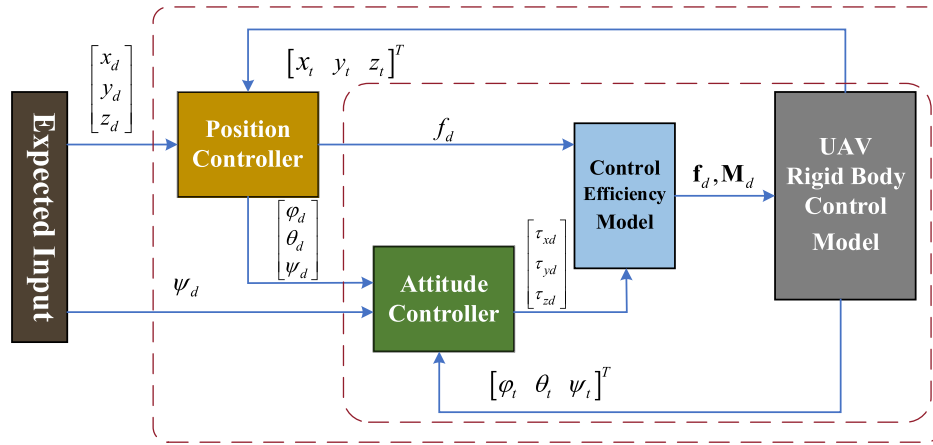 Expected Input
[x_d
y_d
z_d]
[x_t y_t z_t]^T
Position
Controller
f_d
[φ_d
θ_d
ψ_d]
ψ_d
Attitude
Controller
[τ_xd
τ_yd
τ_zd]
Control
Efficiency
Model
f_d, M_d
UAV
Rigid Body
Control
Model
[φ_t θ_t ψ_t]^T